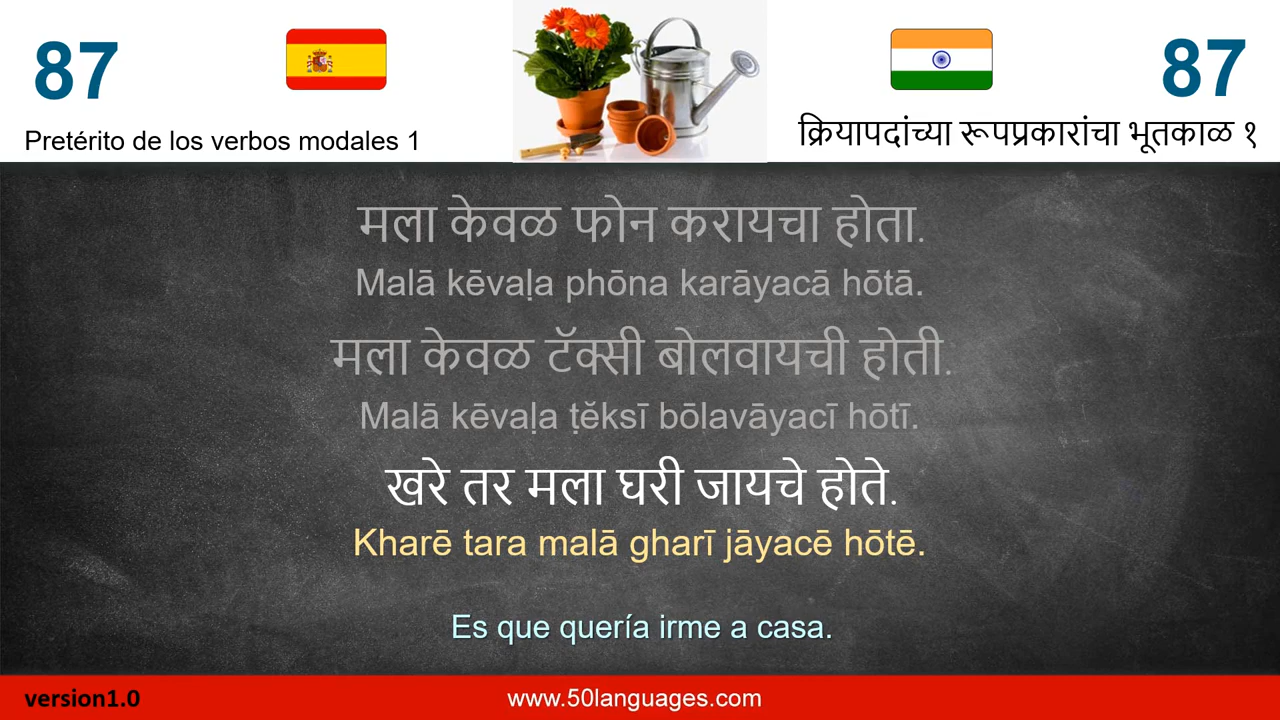 87
87
Pretérito de los verbos modales 1
क्रियापदांच्या रूपप्रकारांचा भूतकाळ १
मला केवळ फोन करायचा होता.
Malā kēvaḷa phōna karāyacā hōtā.
मला केवळ टॅक्सी बोलवायची होती.
Malā kēvaḷa ṭĕksī bōlavāyacī hōtī.
खरे तर मला घरी जायचे होते.
Kharē tara malā gharī jāyacē hōtē.
Es que quería irme a casa.
version1.0
www.50languages.com